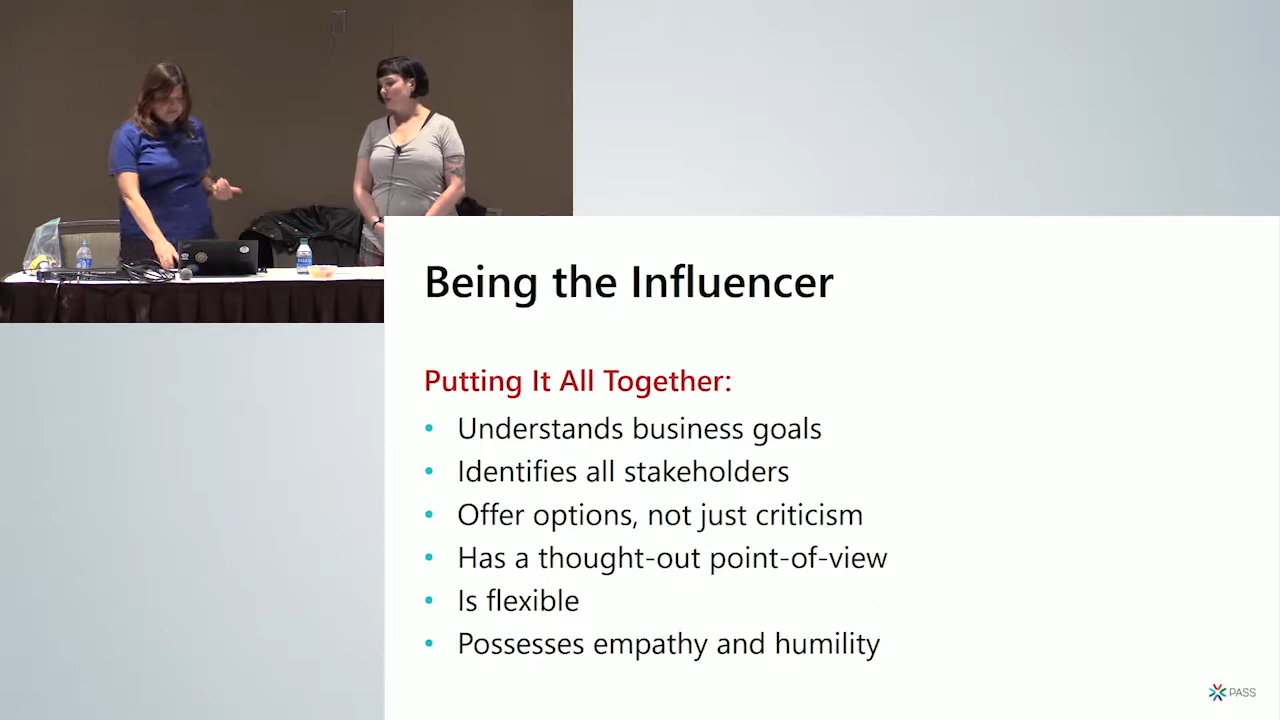 Being the Influencer
Putting It All Together:
• Understands business goals
• Identifies all stakeholders
• Offer options, not just criticism
• Has a thought-out point-of-view
• Is flexible
• Possesses empathy and humility
PASS